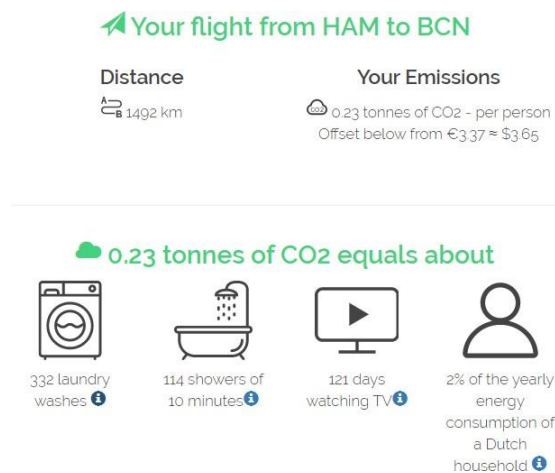 Your flight from HAM to BCN
Distance
Your Emissions
A
B 1492 km
CO2 0.23 tonnes of CO2 - per person
Offset below from €3.37 ≈ $3.65
0.23 tonnes of CO2 equals about
332 laundry
washes i
114 showers of
10 minutes i
121 days
watching TV i
2% of the yearly
energy
consumption of
a Dutch
household i